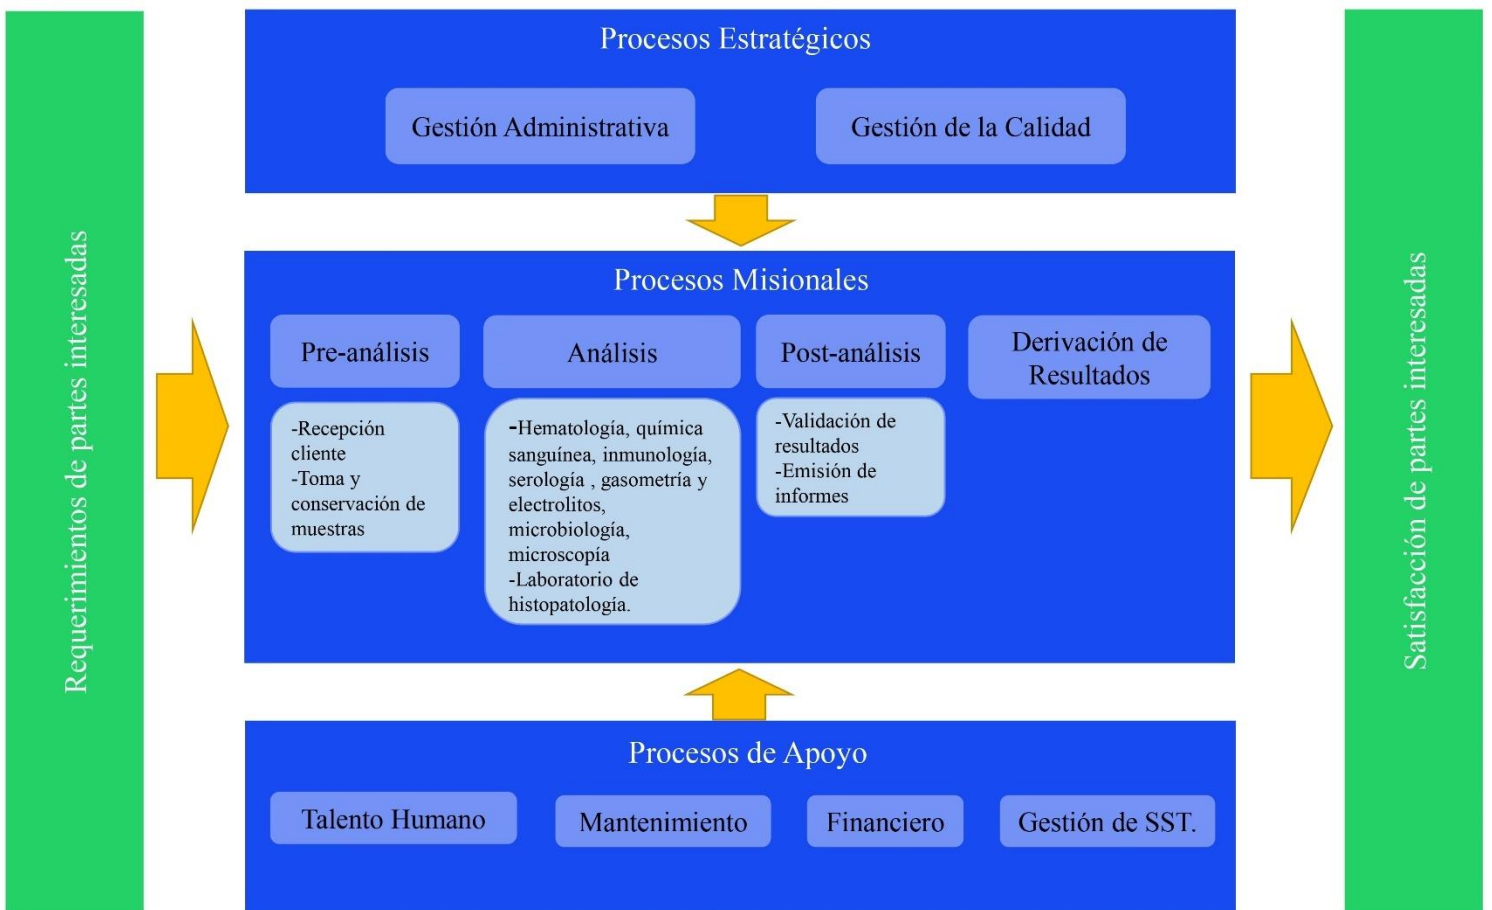 Requerimientos de partes interesadas
Procesos Estratégicos
Gestión Administrativa
Gestión de la Calidad
Procesos Misionales
Pre-análisis
-Recepción
cliente
-Toma y
conservación de
muestras
Análisis
-Hematología, química
sanguínea, inmunología,
serología , gasometría y
electrolitos,
microbiología,
microscopía
-Laboratorio de
histopatología.
Post-análisis
-Validación de
resultados
-Emisión de
informes
Derivación de
Resultados
Procesos de Apoyo
Talento Humano
Mantenimiento
Financiero
Gestión de SST.
Satisfacción de partes interesadas